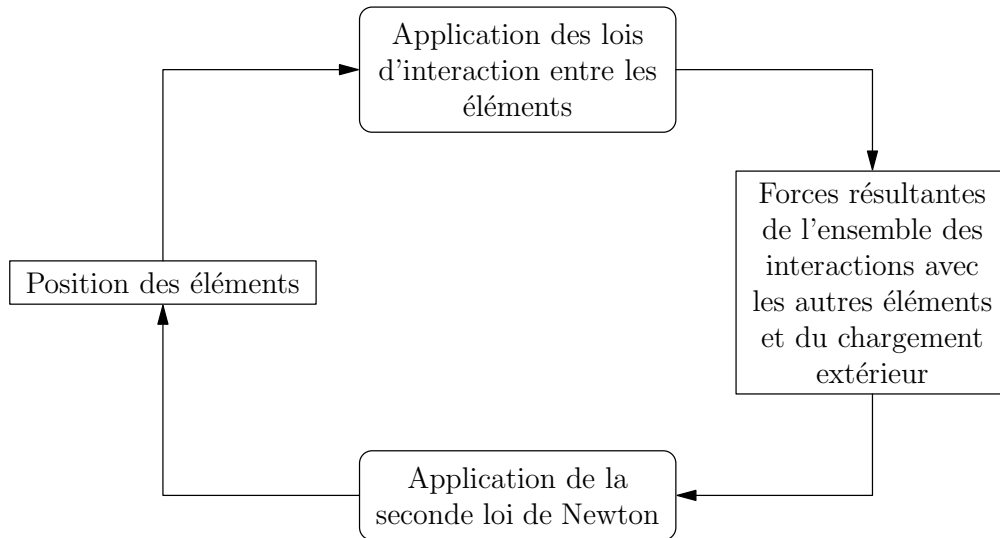 Application des lois
d'interaction entre les
éléments
Forces résultantes
de l'ensemble des
interactions avec
les autres éléments
et du chargement
extérieur
Position des éléments
Application de la
seconde loi de Newton